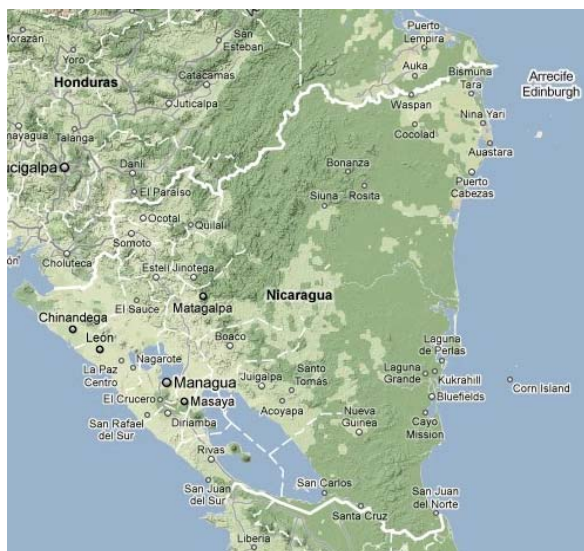 Puerto
Lempira
Morazán
Yoro
San
Esteban
Auka
Honduras
Catacamas
Bismuna
Tara
Arrecife
Edinburgh
Juticalpa
Waspan
Nina Yari
mayagua
Talanga
Cocolad
Auastara
ucigalpa
Danlí
Bonanza
El Paraíso
Siuna
Rosita
Puerto
Cabezas
Ocotal
Quilalí
Somoto
Choluteca
ón
Estelí
Jinotega
El Sauce
Matagalpa
Nicaragua
Chinandega
León
Boaco
Laguna
de Perlas
La Paz
Centro
Nagarote
Santo
Tomás
Laguna
Grande
Kukrahill
Managua
Juigalpa
Corn Island
El Crucero
Masaya
Acoyapa
Bluefields
San Rafael
del Sur
Diriamba
Nueva
Guinea
Cayo
Mission
Rivas
San Juan
del Sur
San Carlos
San Juan
del Norte
Santa Cruz
Liberia